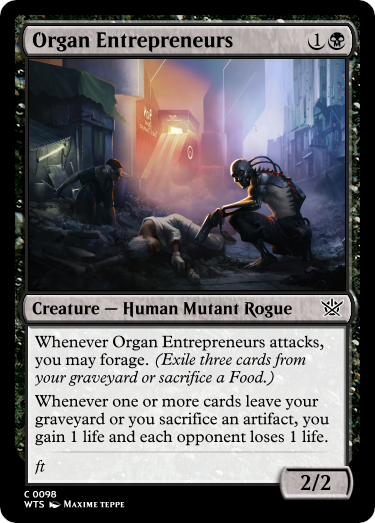 Organ Entrepreneurs 1
Creature — Human Mutant Rogue
Whenever Organ Entrepreneurs attacks,
you may forage. (Exile three cards from
your graveyard or sacrifice a Food.)
Whenever one or more cards leave your
graveyard or you sacrifice an artifact, you
gain 1 life and each opponent loses 1 life.
ft
2/2
C 0098
WTS Maxime teppe